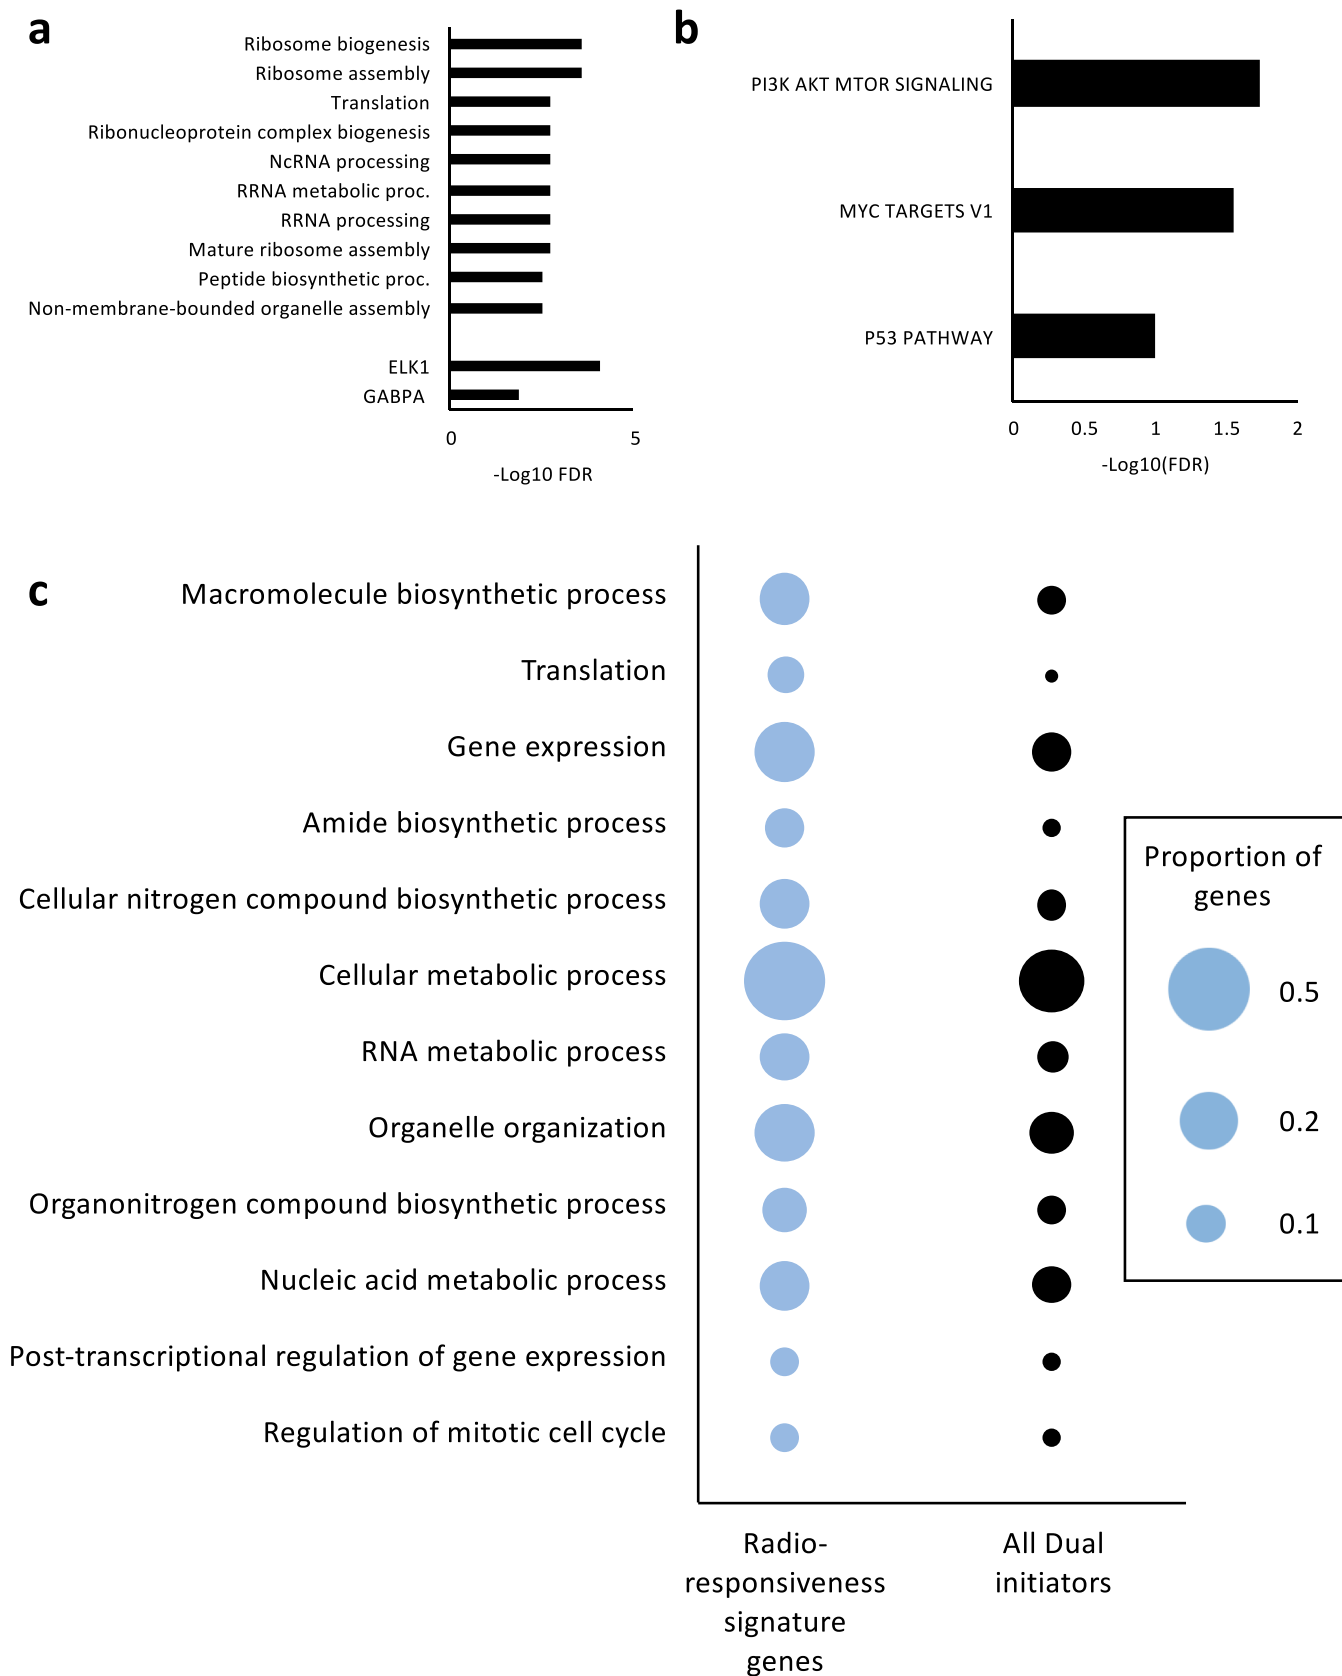 a
Ribosome biogenesis
Ribosome assembly
Translation
Ribonucleoprotein complex biogenesis
NcRNA processing
RRNA metabolic proc.
RRNA processing
Mature ribosome assembly
Peptide biosynthetic proc.
Non-membrane-bounded organelle assembly
ELK1
GABPA
0 5
-Log10 FDR
b
PI3K AKT MTOR SIGNALING
MYC TARGETS V1
P53 PATHWAY
0 0.5 1 1.5 2
-Log10(FDR)
c
Macromolecule biosynthetic process
Translation
Gene expression
Amide biosynthetic process
Cellular nitrogen compound biosynthetic process
Cellular metabolic process
RNA metabolic process
Organelle organization
Organonitrogen compound biosynthetic process
Nucleic acid metabolic process
Post-transcriptional regulation of gene expression
Regulation of mitotic cell cycle
Radio-
responsiveness
signature
genes
All Dual
initiators
Proportion of
genes
0.5
0.2
0.1